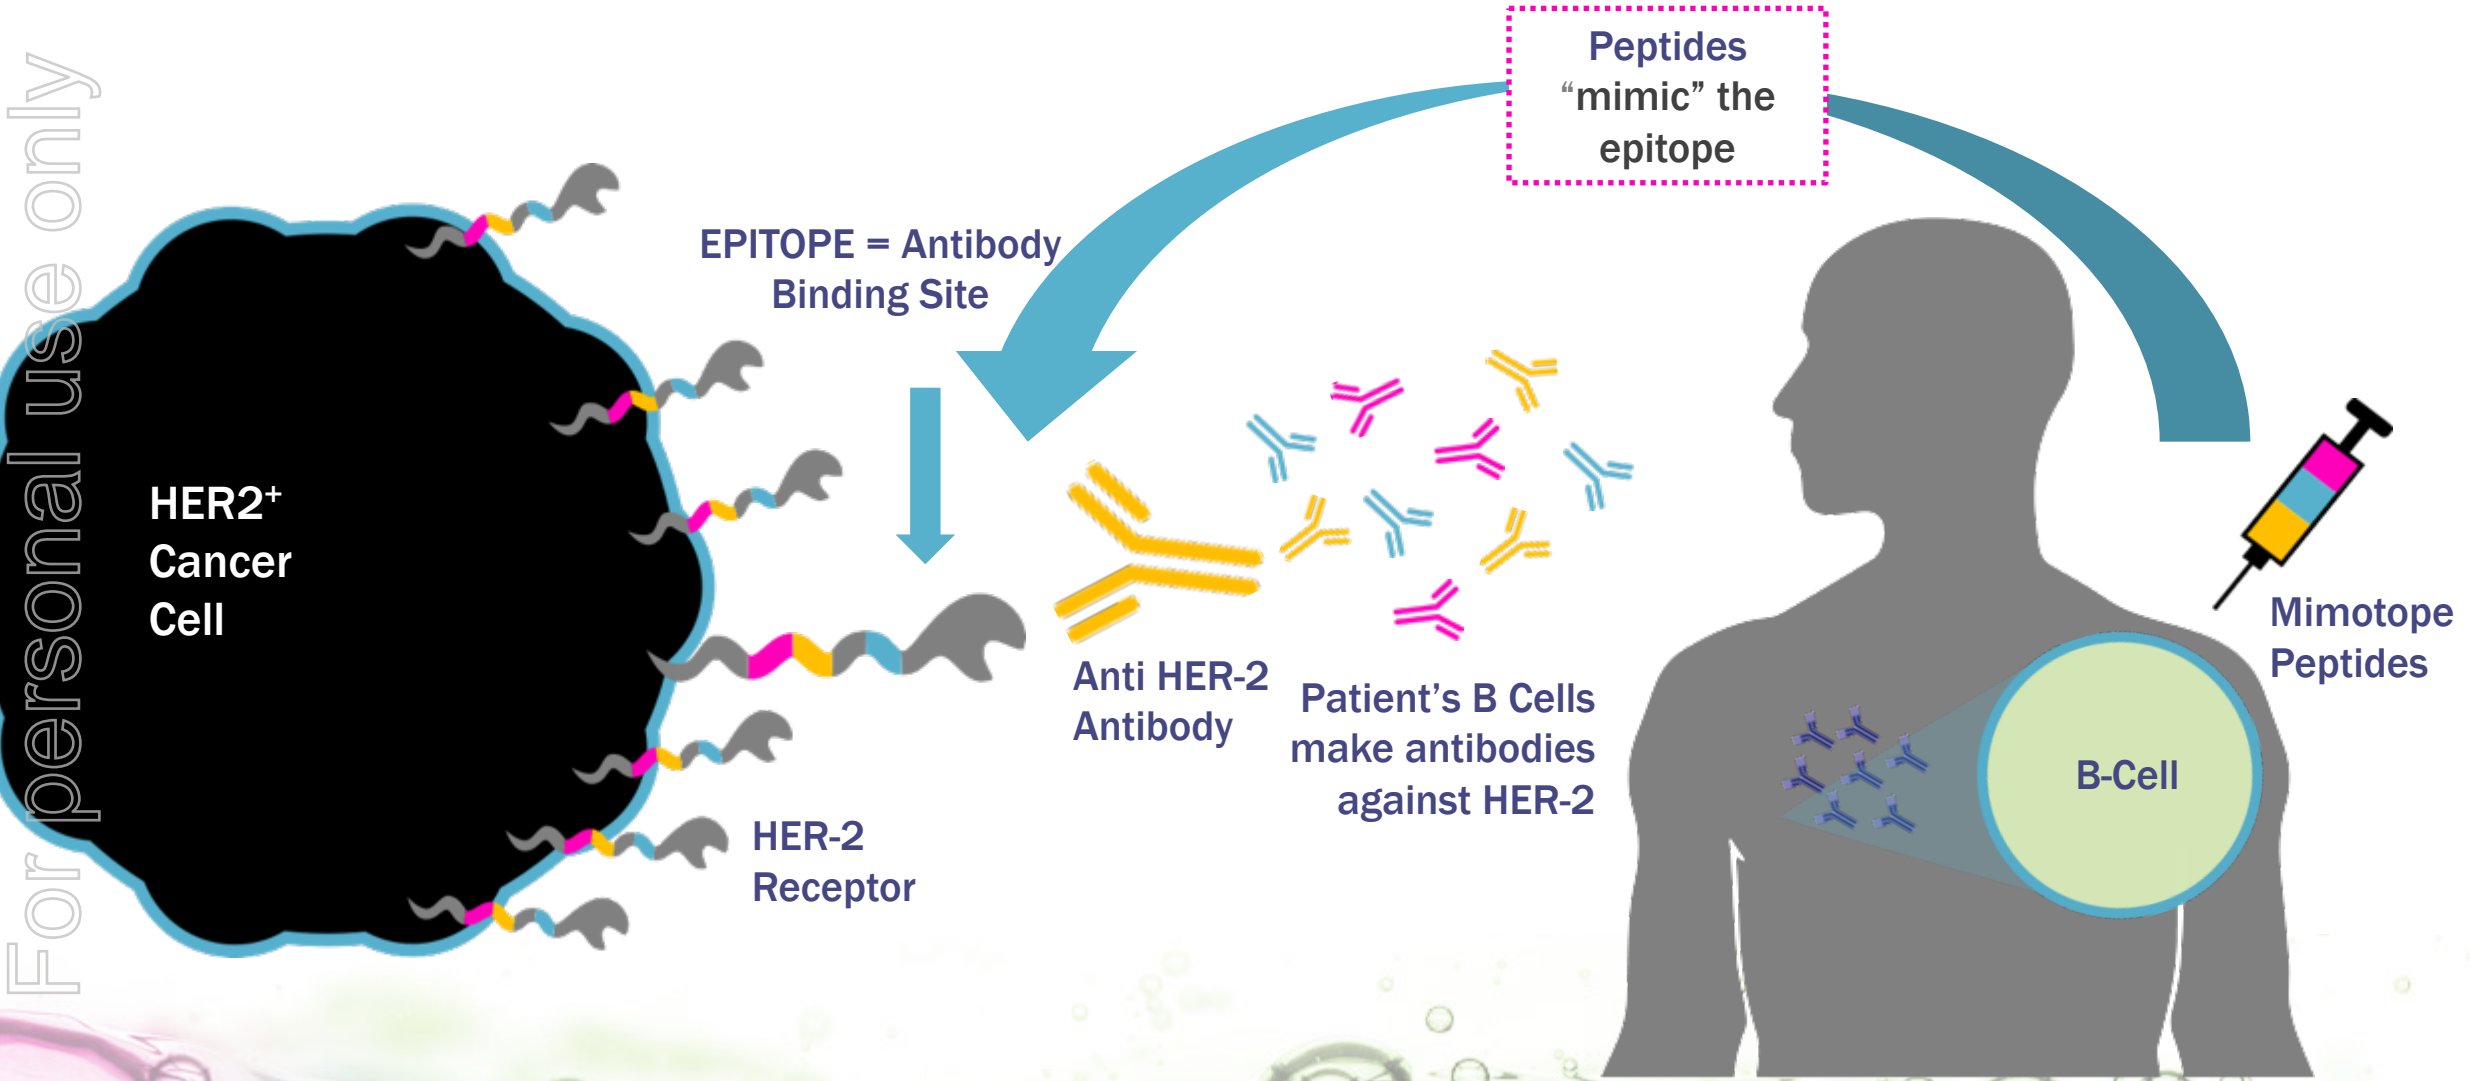 For personal use only
Peptides
“mimic” the
epitope
EPITOPE = Antibody
Binding Site
HER2⁺
Cancer
Cell
Mimotope
Peptides
Anti HER-2
Antibody
Patient’s B Cells
make antibodies
against HER-2
B-Cell
HER-2
Receptor